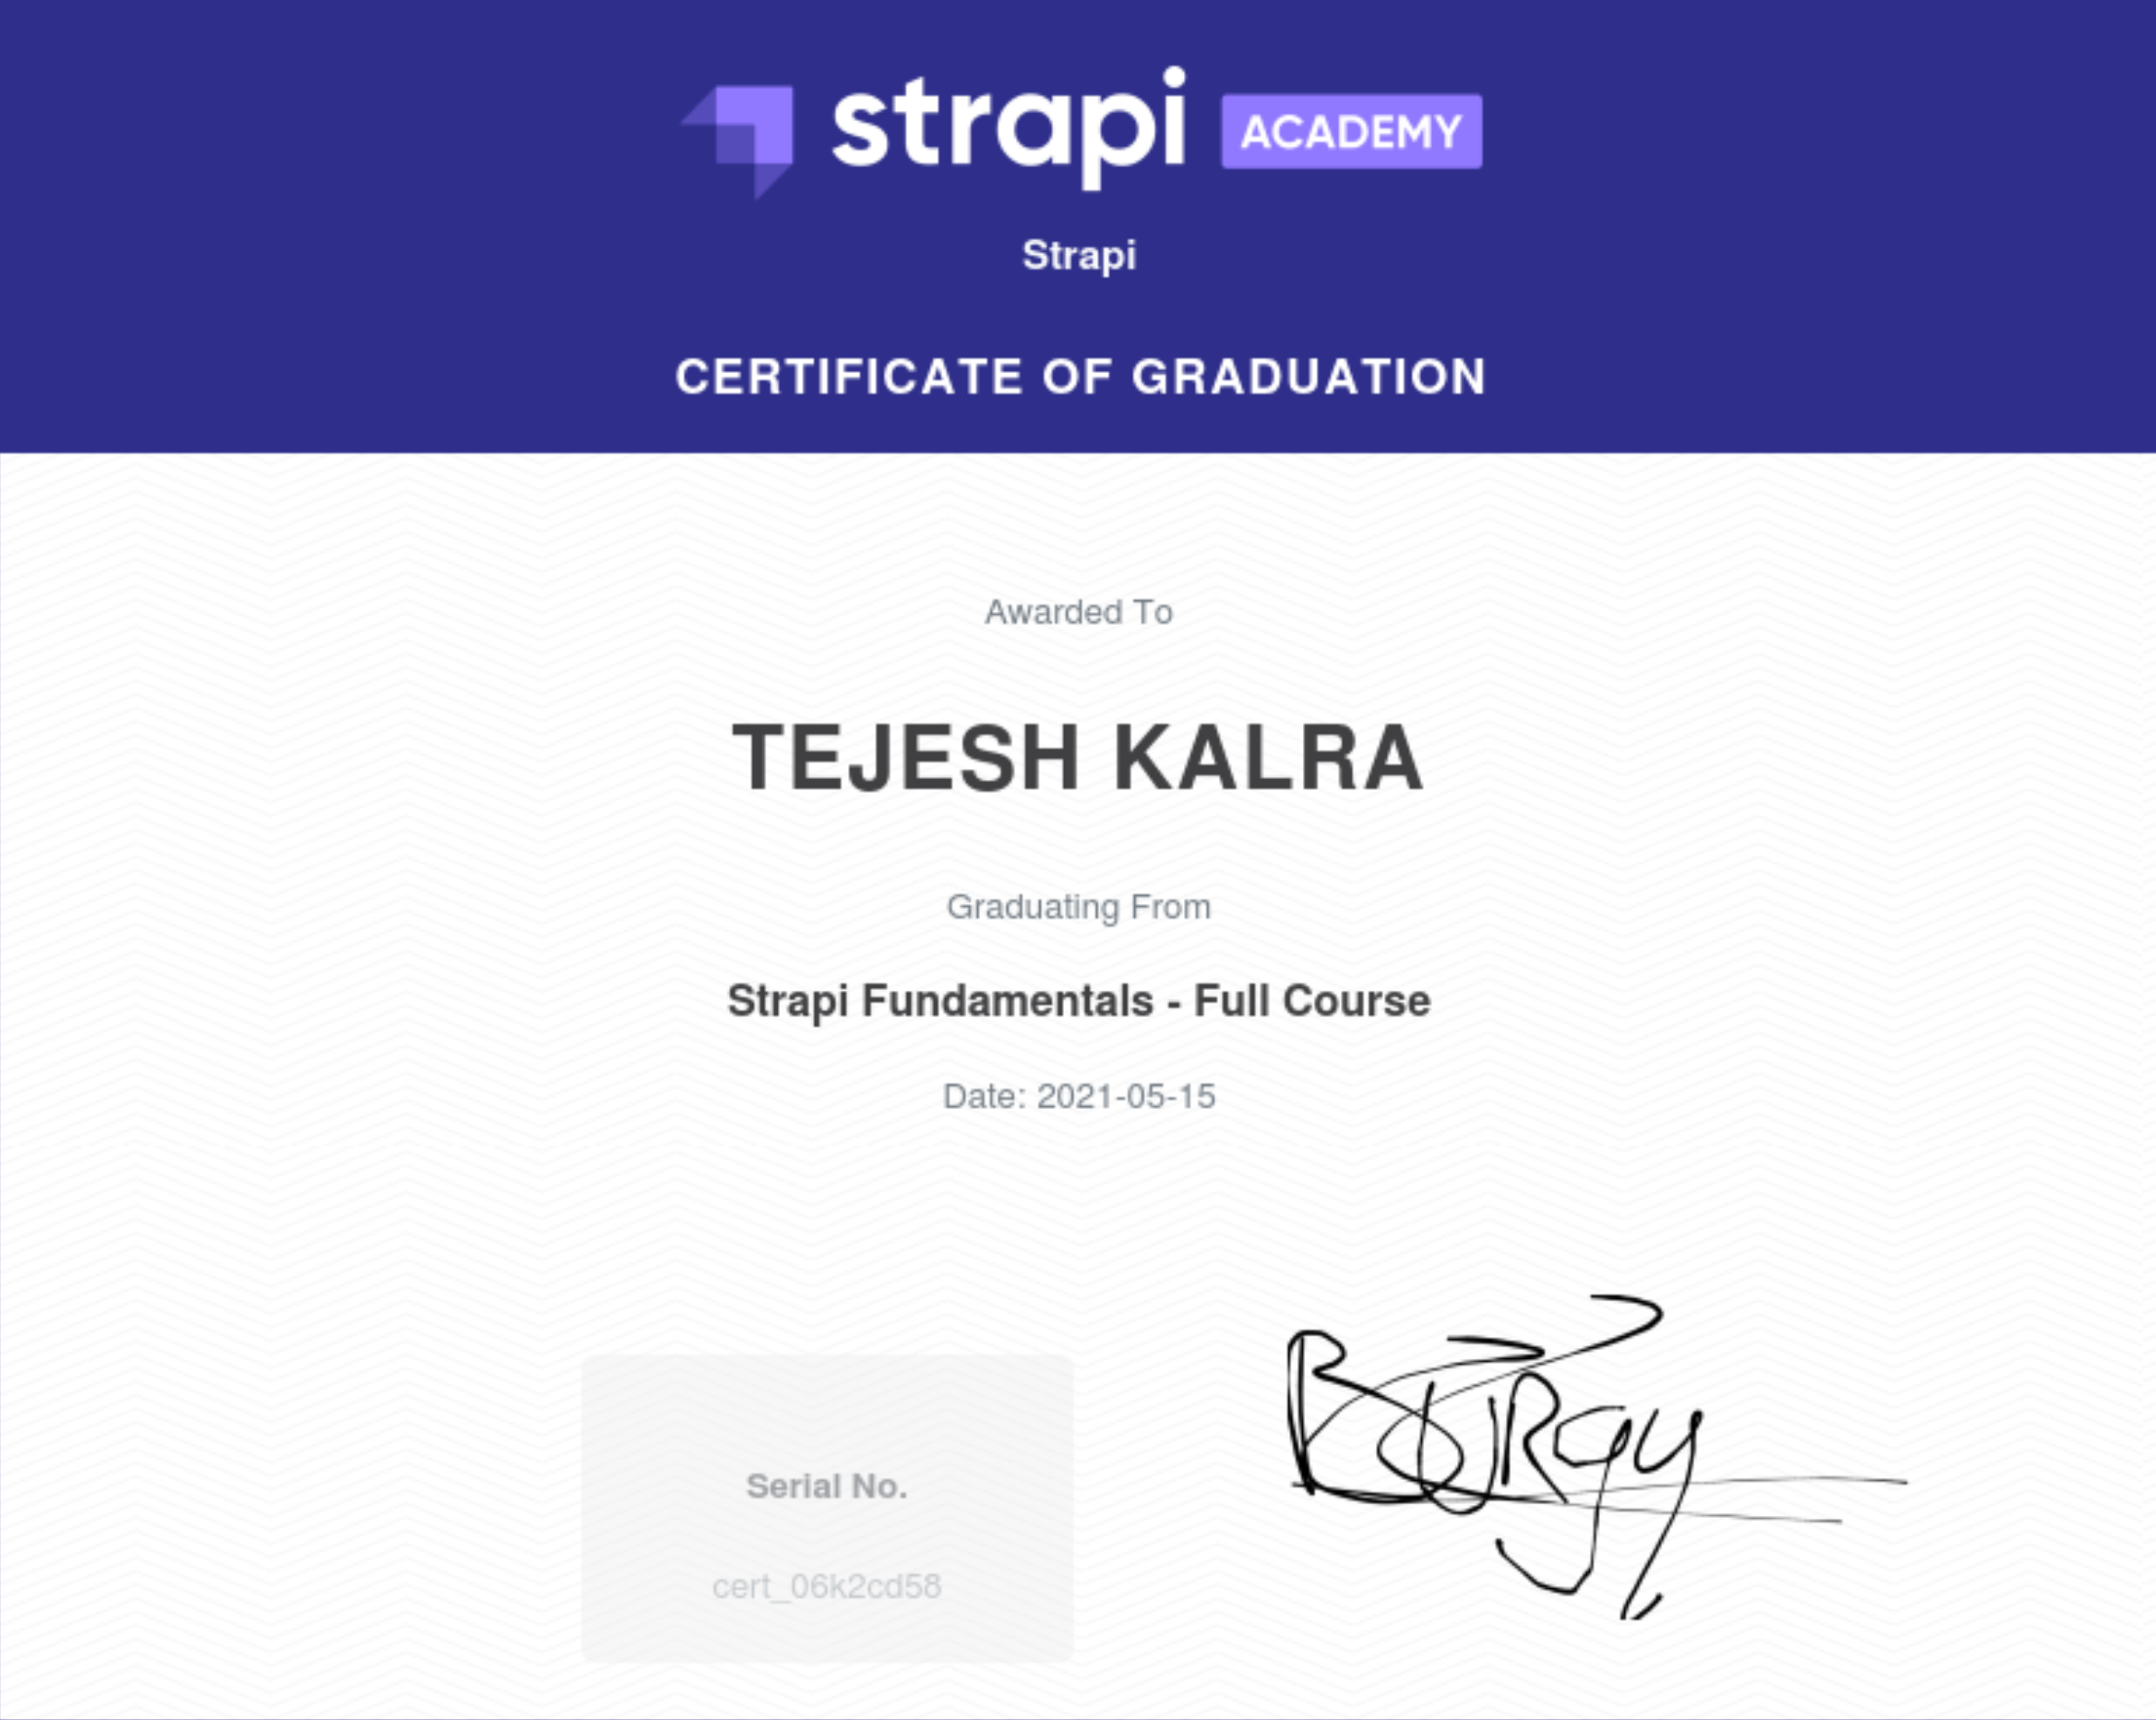 strapi ACADEMY
Strapi
CERTIFICATE OF GRADUATION
Awarded To
TEJESH KALRA
Graduating From
Strapi Fundamentals - Full Course
Date: 2021-05-15
Serial No.
cert_06k2cd58